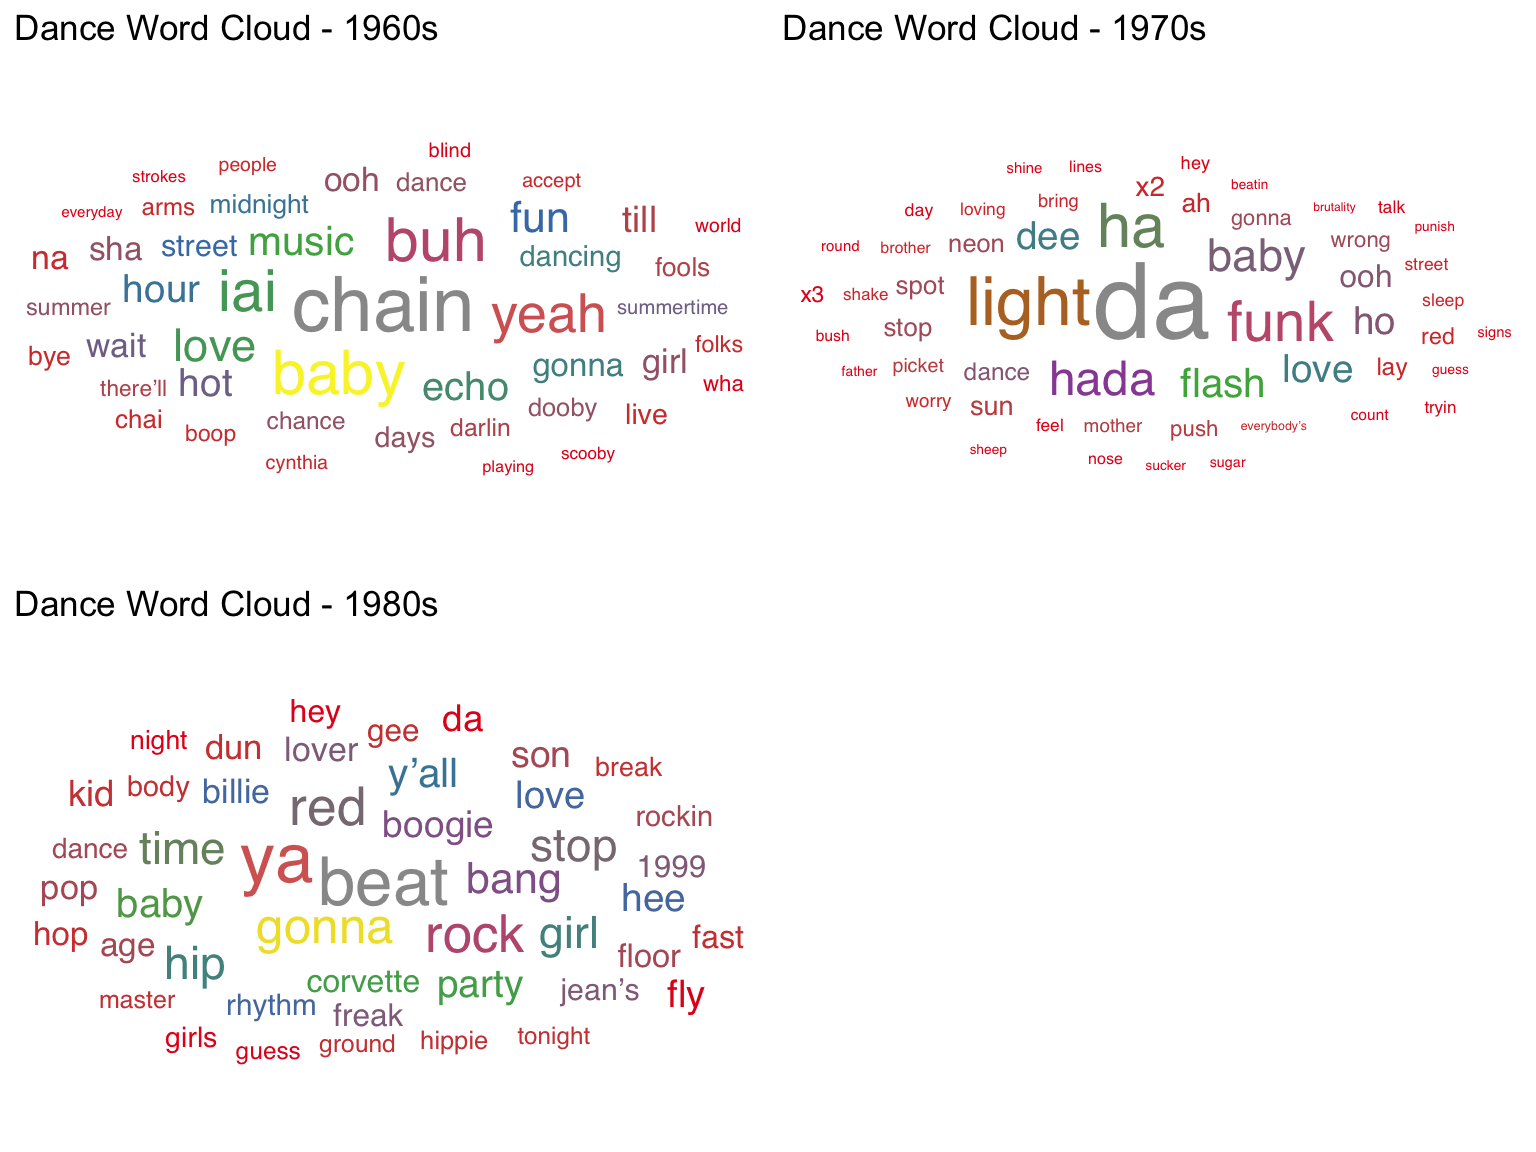 Dance Word Cloud - 1960s
blind
people
strokes
ooh
dance
accept
everyday
arms
midnight
buh
fun
till
world
na
sha
street
music
dancing
fools
summer
hour
iai
chain
yeah
summertime
bye
wait
love
baby
echo
gonna
girl
folks
there'll
hot
wha
chai
boop
chance
days
darlin
dooby
live
cynthia
playing
scooby
Dance Word Cloud - 1970s
shine
lines
hey
x2
beatin
day
loving
bring
ha
ah
gonna
brutality
talk
punish
round
brother
neon
dee
baby
wrong
ooh
street
x3
shake
spot
light
da
funk
ho
sleep
bush
stop
red
signs
father
picket
dance
hada
flash
love
lay
guess
worry
sun
feel
mother
push
everybody's
count
tryin
sheep
nose
sucker
sugar
Dance Word Cloud - 1980s
hey
gee
da
night
dun
lover
y'all
son
break
kid
body
billie
red
boogie
love
rockin
dance
time
ya
beat
bang
stop
1999
pop
baby
gonna
rock
girl
hee
hop
age
hip
floor
fast
corvette
party
jean's
fly
master
rhythm
freak
girls
guess
ground
hippie
tonight